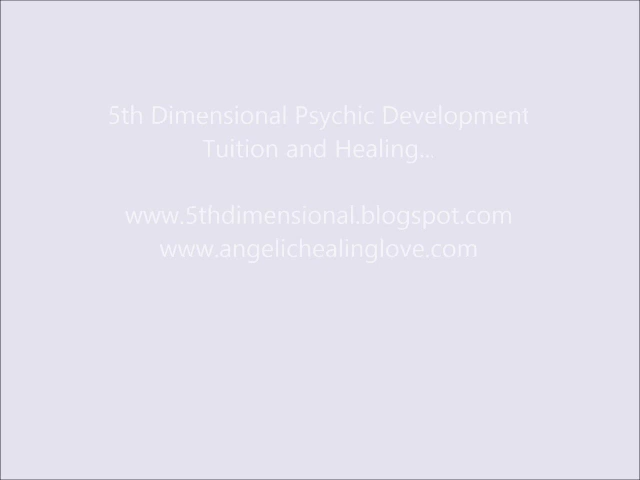 5th Dimensional Psychic Development
Tuition and Healing...
www.5thdimensional.blogspot.com
www.angelichealinglove.com